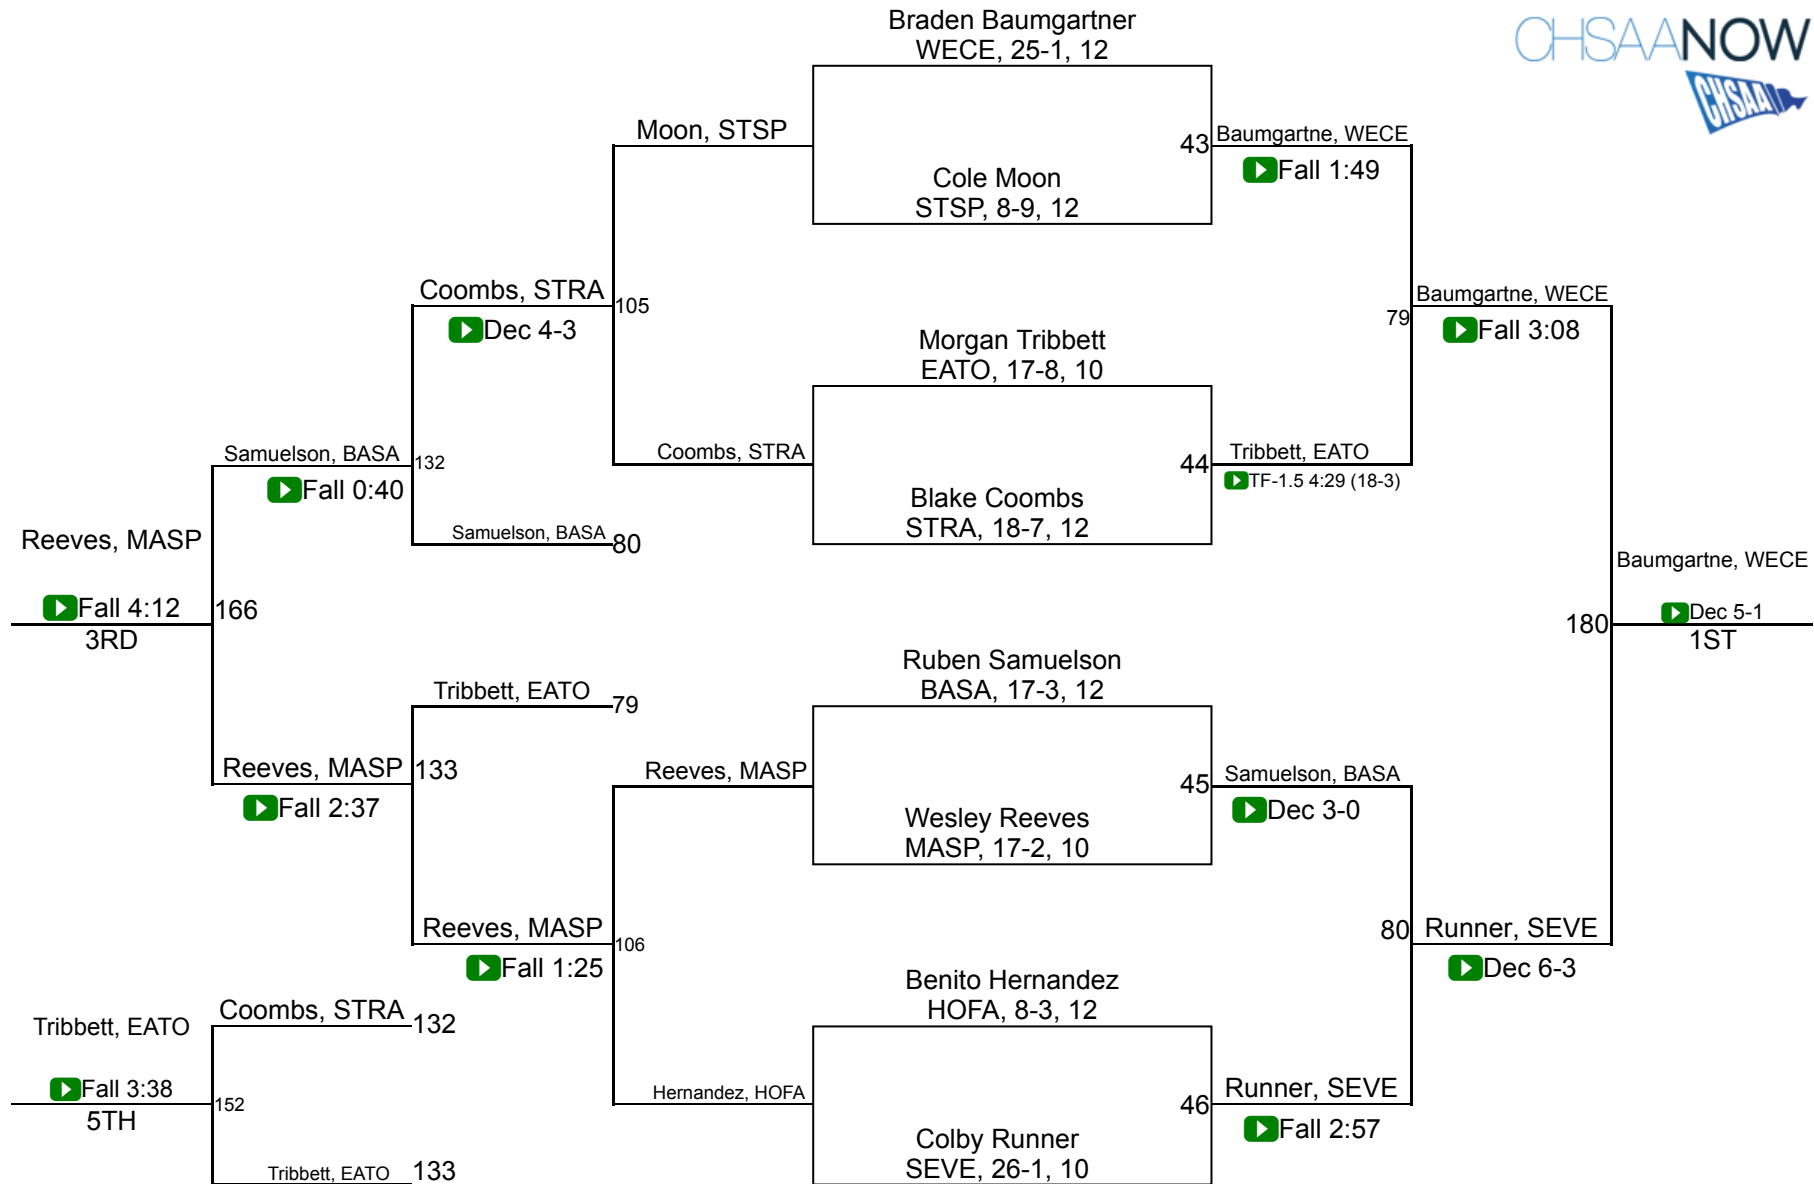 Braden Baumgartner
WECE, 25-1, 12
CHSAANOW
CHSAA
Moon, STSP
43
Baumgartne, WECE
Fall 1:49
Cole Moon
STSP, 8-9, 12
Coombs, STRA
105
Dec 4-3
Baumgartne, WECE
79
Fall 3:08
Morgan Tribbett
EATO, 17-8, 10
Samuelson, BASA
132
Fall 0:40
Coombs, STRA
44
Tribbett, EATO
TF-1.5 4:29 (18-3)
Blake Coombs
STRA, 18-7, 12
Samuelson, BASA
80
Reeves, MASP
Fall 4:12
166
3RD
Baumgartne, WECE
180
Dec 5-1
1ST
Ruben Samuelson
BASA, 17-3, 12
Tribbett, EATO
79
Reeves, MASP
133
Fall 2:37
Reeves, MASP
45
Samuelson, BASA
Dec 3-0
Wesley Reeves
MASP, 17-2, 10
Reeves, MASP
106
Fall 1:25
80
Runner, SEVE
Dec 6-3
Benito Hernandez
HOFA, 8-3, 12
Coombs, STRA
132
Tribbett, EATO
Fall 3:38
152
5TH
Hernandez, HOFA
46
Runner, SEVE
Fall 2:57
Colby Runner
SEVE, 26-1, 10
Tribbett, EATO
133